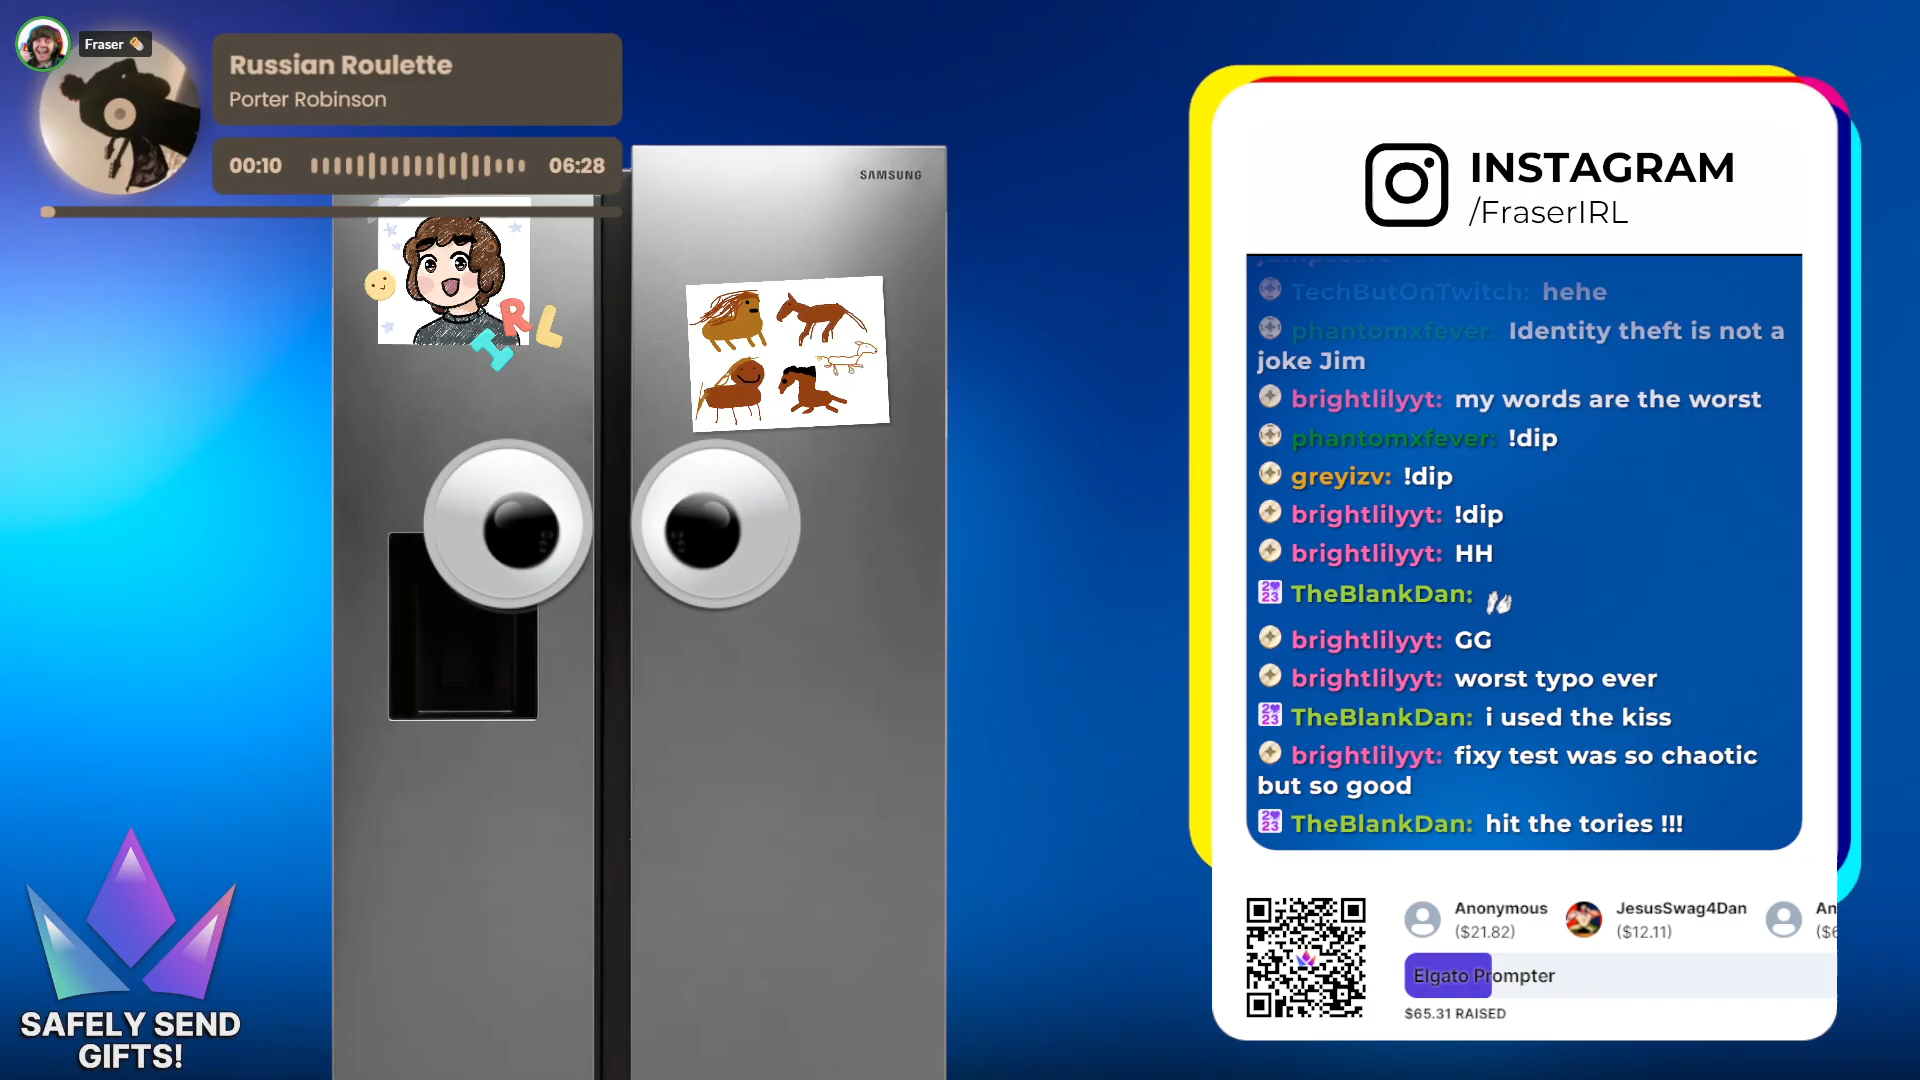 Fraser
Russian Roulette
Porter Robinson
00:10
06:28
SAMSUNG
I R L
INSTAGRAM
/FraserIRL
TechButOnTwitch: hehe
phantomxfever: Identity theft is not a
joke Jim
brightlilyyt: my words are the worst
phantomxfever: !dip
greyizv: !dip
brightlilyyt: !dip
brightlilyyt: HH
TheBlankDan:
brightlilyyt: GG
brightlilyyt: worst typo ever
TheBlankDan: i used the kiss
brightlilyyt: fixy test was so chaotic
but so good
TheBlankDan: hit the tories !!!
Anonymous
($21.82)
JesusSwag4Dan
($12.11)
An
($6
Elgato Prompter
$65.31 RAISED
SAFELY SEND
GIFTS!